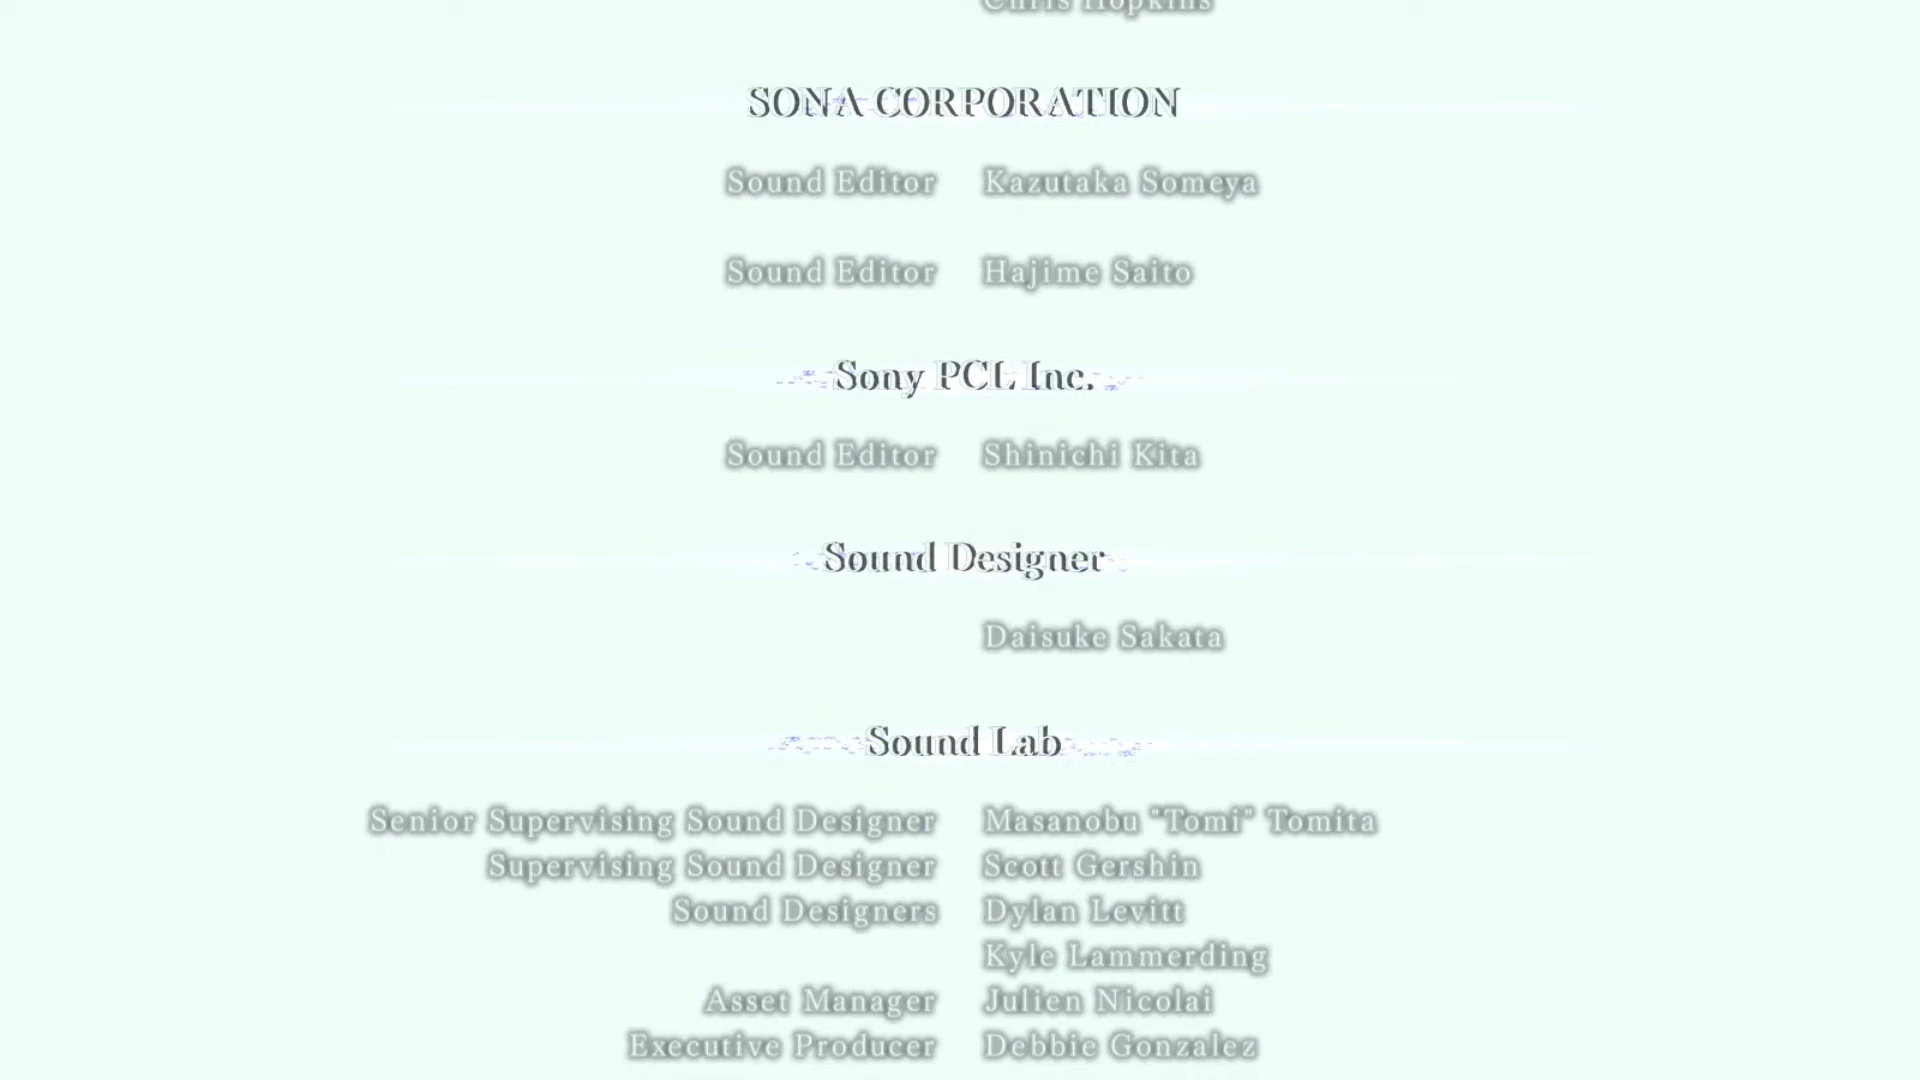 Chris Hopkins
SONA CORPORATION
Sound Editor Kazutaka Someya
Sound Editor Hajime Saito
Sony PCL Inc.
Sound Editor Shinichi Kita
Sound Designer
Daisuke Sakata
Sound Lab
Senior Supervising Sound Designer Masanobu "Tomi" Tomita
Supervising Sound Designer Scott Gershin
Sound Designers Dylan Levitt
Kyle Lammerding
Asset Manager Julien Nicolai
Executive Producer Debbie Gonzalez